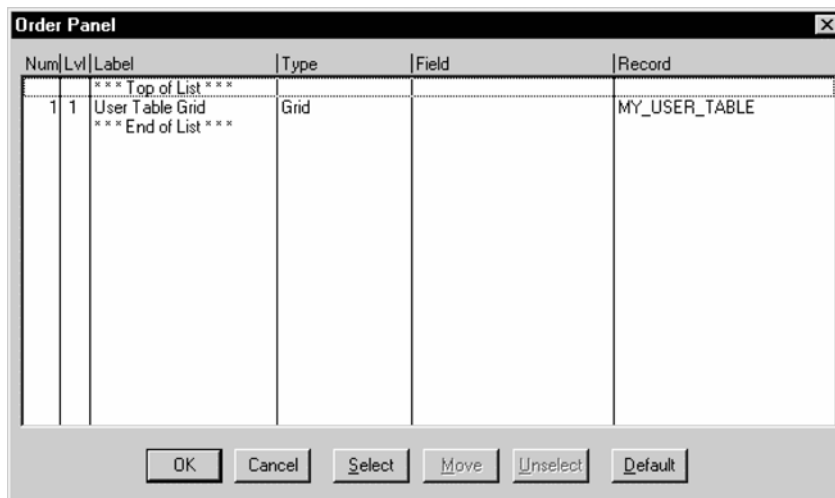 Order Panel
Num Lvl Label Type Field Record
*** Top of List ***
1 1 User Table Grid Grid MY_USER_TABLE
*** End of List ***
OK Cancel Select Move Unselect Default